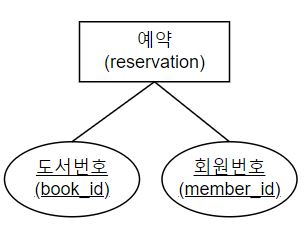 예약
(reservation)
도서번호
(book_id)
회원번호
(member_id)